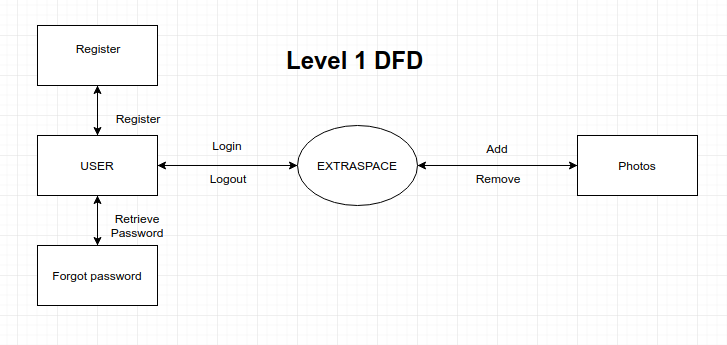 Register
Level 1 DFD
Register
USER
Login
Logout
EXTRASPACE
Add
Remove
Photos
Retrieve
Password
Forgot password